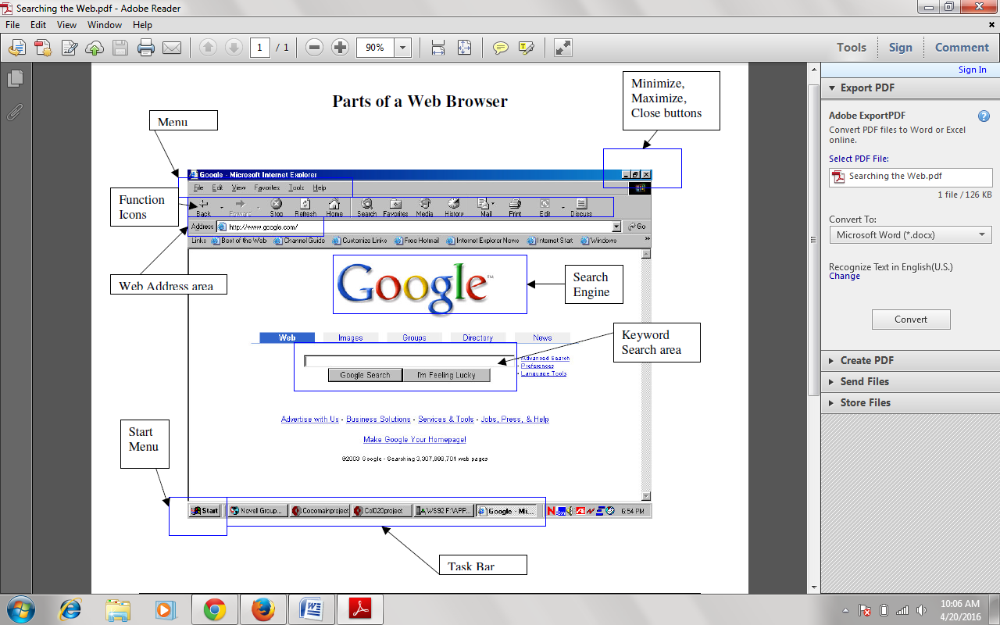 Searching the Web.pdf - Adobe Reader
File Edit View Window Help
1 / 1 90% Tools Sign Comment
Sign In
Export PDF
Adobe ExportPDF
Convert PDF files to Word or Excel
online.
Select PDF File:
Searching the Web.pdf
1 file / 126 KB
Convert To:
Microsoft Word (*.docx)
Recognize Text in English(U.S.)
Change
Convert
Create PDF
Send Files
Store Files
Parts of a Web Browser
Minimize,
Maximize,
Close buttons
Menu
Function
Icons
Web Address area
Google - Microsoft Internet Explorer
File Edit View Favorites Tools Help
Back Forward Stop Refresh Home Search Favorites Media History Mail Print Edit Discuss
Address http://www.google.com/ Go
Links Best of the Web Channel Guide Customize Links Free Hotmail Internet Explorer News Internet Start Windows
Google™
Search
Engine
Web Images Groups Directory News
Keyword
Search area
Advanced Search
Preferences
Language Tools
Google Search I'm Feeling Lucky
Advertise with Us - Business Solutions - Services & Tools - Jobs, Press, & Help
Make Google Your Homepage!
©2003 Google - Searching 3,307,998,701 web pages
Start
Menu
Start Novell Group... Cocomainproject Col020project WS92 F:\APP... Google - Mi... 6:54 PM
Task Bar
10:06 AM
4/20/2016